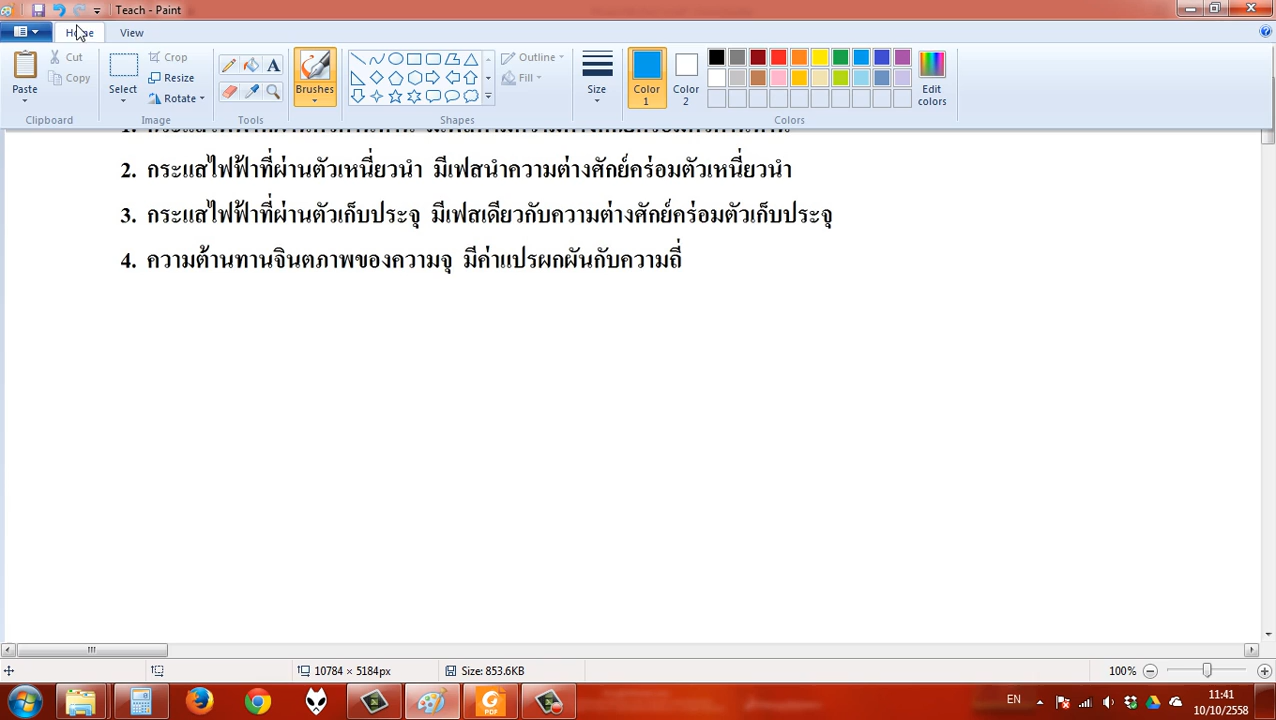 Teach - Paint
Home
View
Paste
Cut
Copy
Clipboard
Select
Crop
Resize
Rotate
Image
Tools
Brushes
Outline
Fill
Shapes
Size
Color 1
Color 2
Edit colors
Colors
2. กระแสไฟฟ้าที่ผ่านตัวเหนี่ยวนำ มีเฟสนำความต่างศักย์คร่อมตัวเหนี่ยวนำ
3. กระแสไฟฟ้าที่ผ่านตัวเก็บประจุ มีเฟสเดียวกับความต่างศักย์คร่อมตัวเก็บประจุ
4. ความต้านทานจินตภาพของความจุ มีค่าแปรผกผันกับความถี่
10784 × 5184px
Size: 853.6KB
100%
PDF
EN
11:41
10/10/2558